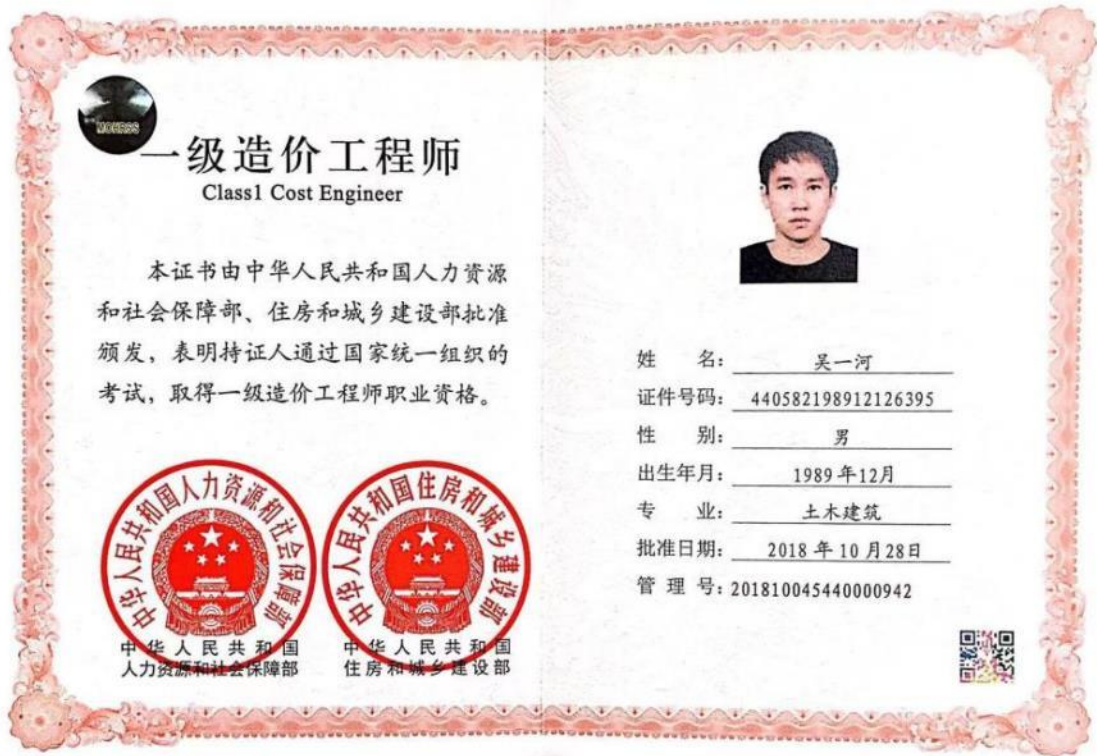 MOHRSS
一级造价工程师
Class1 Cost Engineer
本证书由中华人民共和国人力资源
和社会保障部、住房和城乡建设部批准
颁发，表明持证人通过国家统一组织的
考试，取得一级造价工程师职业资格。
中华人民共和国人力资源和社会保障部
中华人民共和国住房和城乡建设部
中华人民共和国
人力资源和社会保障部
中华人民共和国
住房和城乡建设部
姓 名： 吴一河
证件号码： 440582198912126395
性 别： 男
出生年月： 1989年12月
专 业： 土木建筑
批准日期： 2018年10月28日
管 理 号：201810045440000942